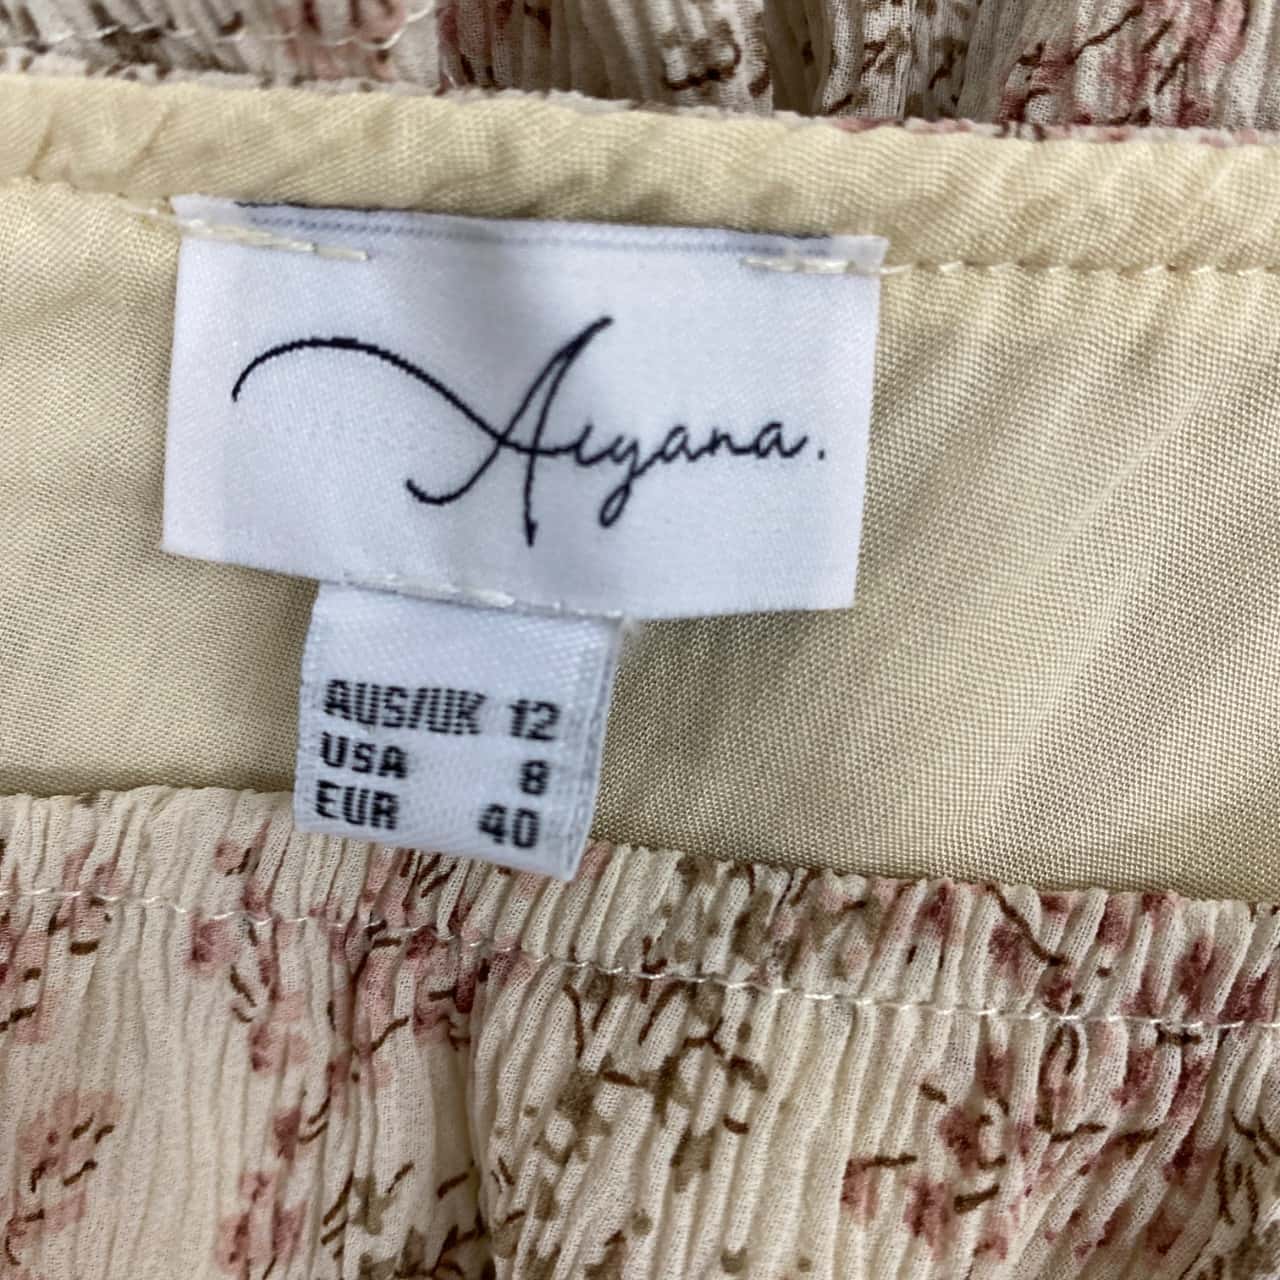 Aiyana.
AUS/UK 12
USA 8
EUR 40